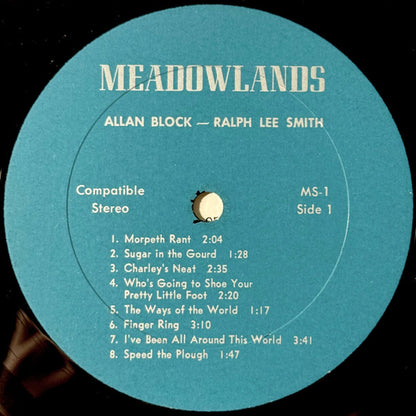 MEADOWLANDS
ALLAN BLOCK — RALPH LEE SMITH
Compatible
Stereo
MS-1
Side 1
1. Morpeth Rant 2:04
2. Sugar in the Gourd 1:28
3. Charley's Neat 2:35
4. Who's Going to Shoe Your
Pretty Little Foot 2:20
5. The Ways of the World 1:17
6. Finger Ring 3:10
7. I've Been All Around This World 3:41
8. Speed the Plough 1:47